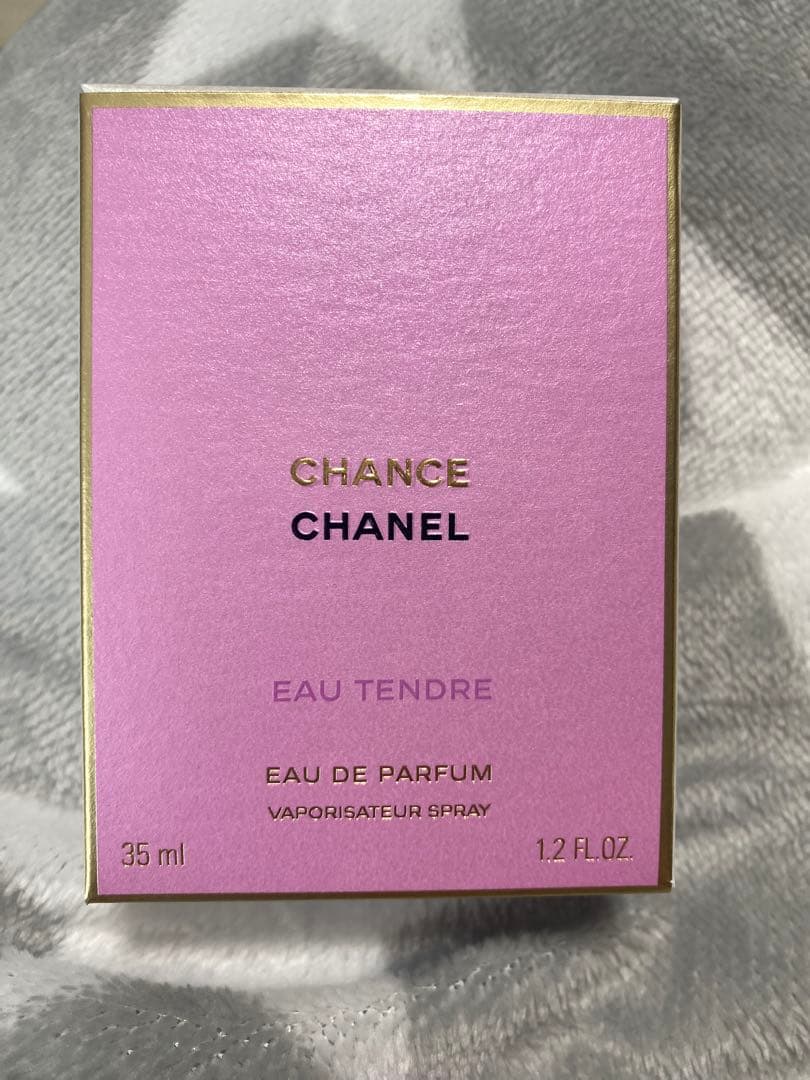 CHANCE
CHANEL
EAU TENDRE
EAU DE PARFUM
VAPORISATEUR SPRAY
35 ml 1.2 FL.OZ.